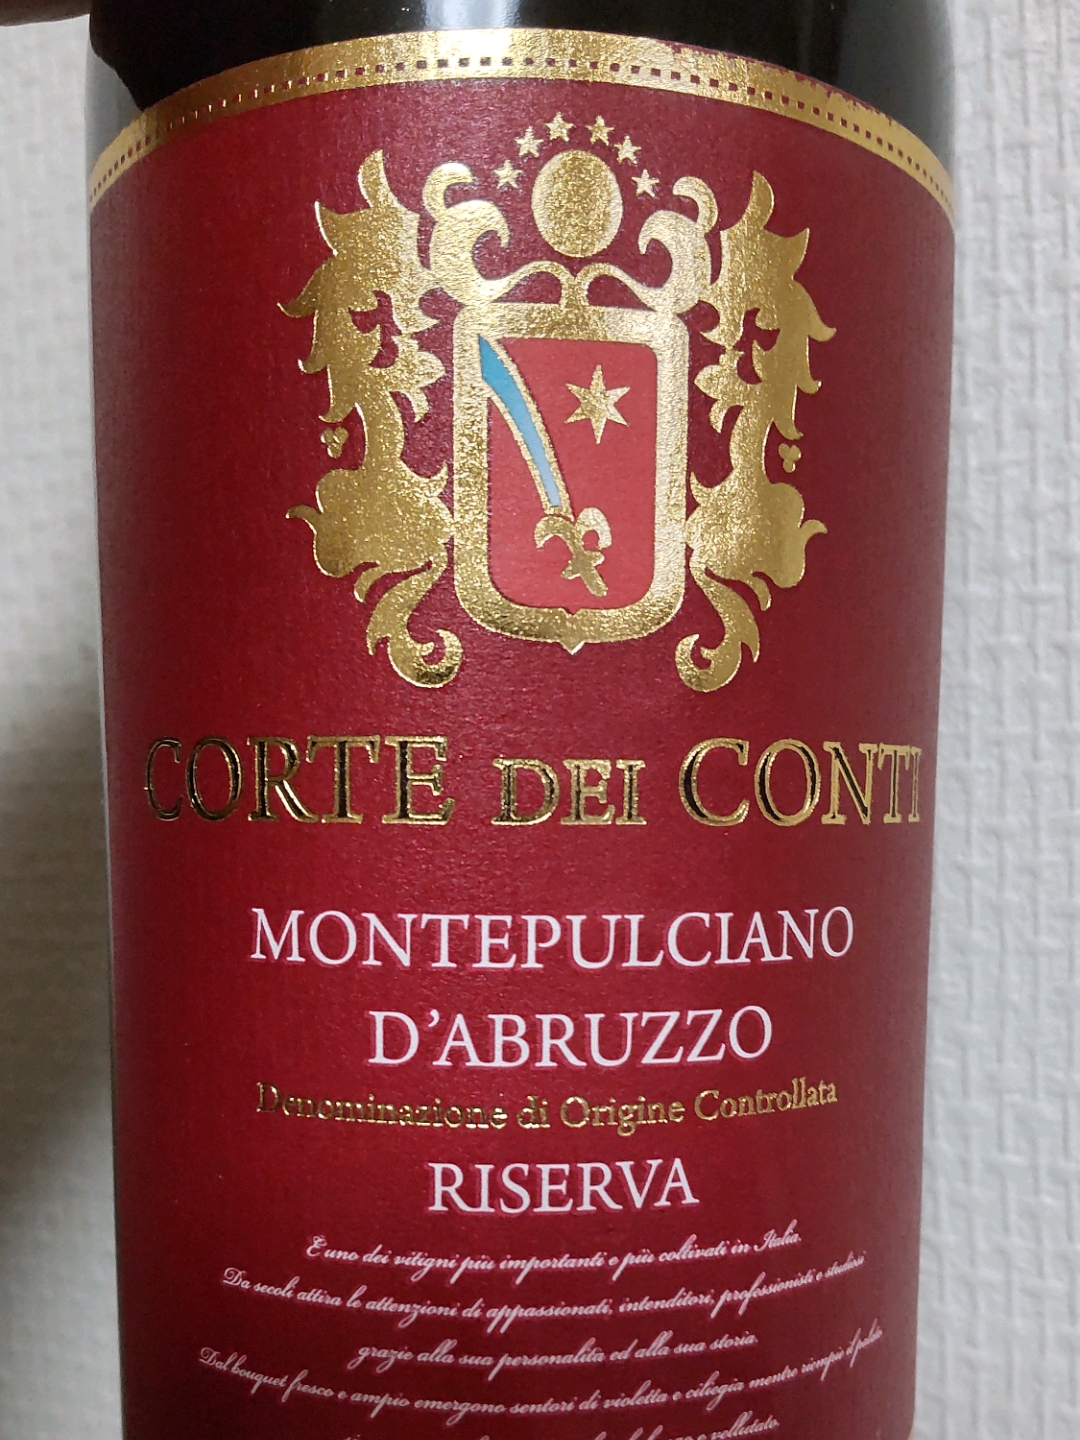 CORTE DEI CONTI
MONTEPULCIANO
D'ABRUZZO
Denominazione di Origine Controllata
RISERVA
È uno dei vitigni più importanti e più coltivati in Italia.
Da secoli attira le attenzioni di appassionati, intenditori, professionisti e studiosi
grazie alla sua personalità ed alla sua storia.
Dal bouquet fresco e ampio emergono sentori di violetta e ciliegia mentre riempie il palato
e vellutato.